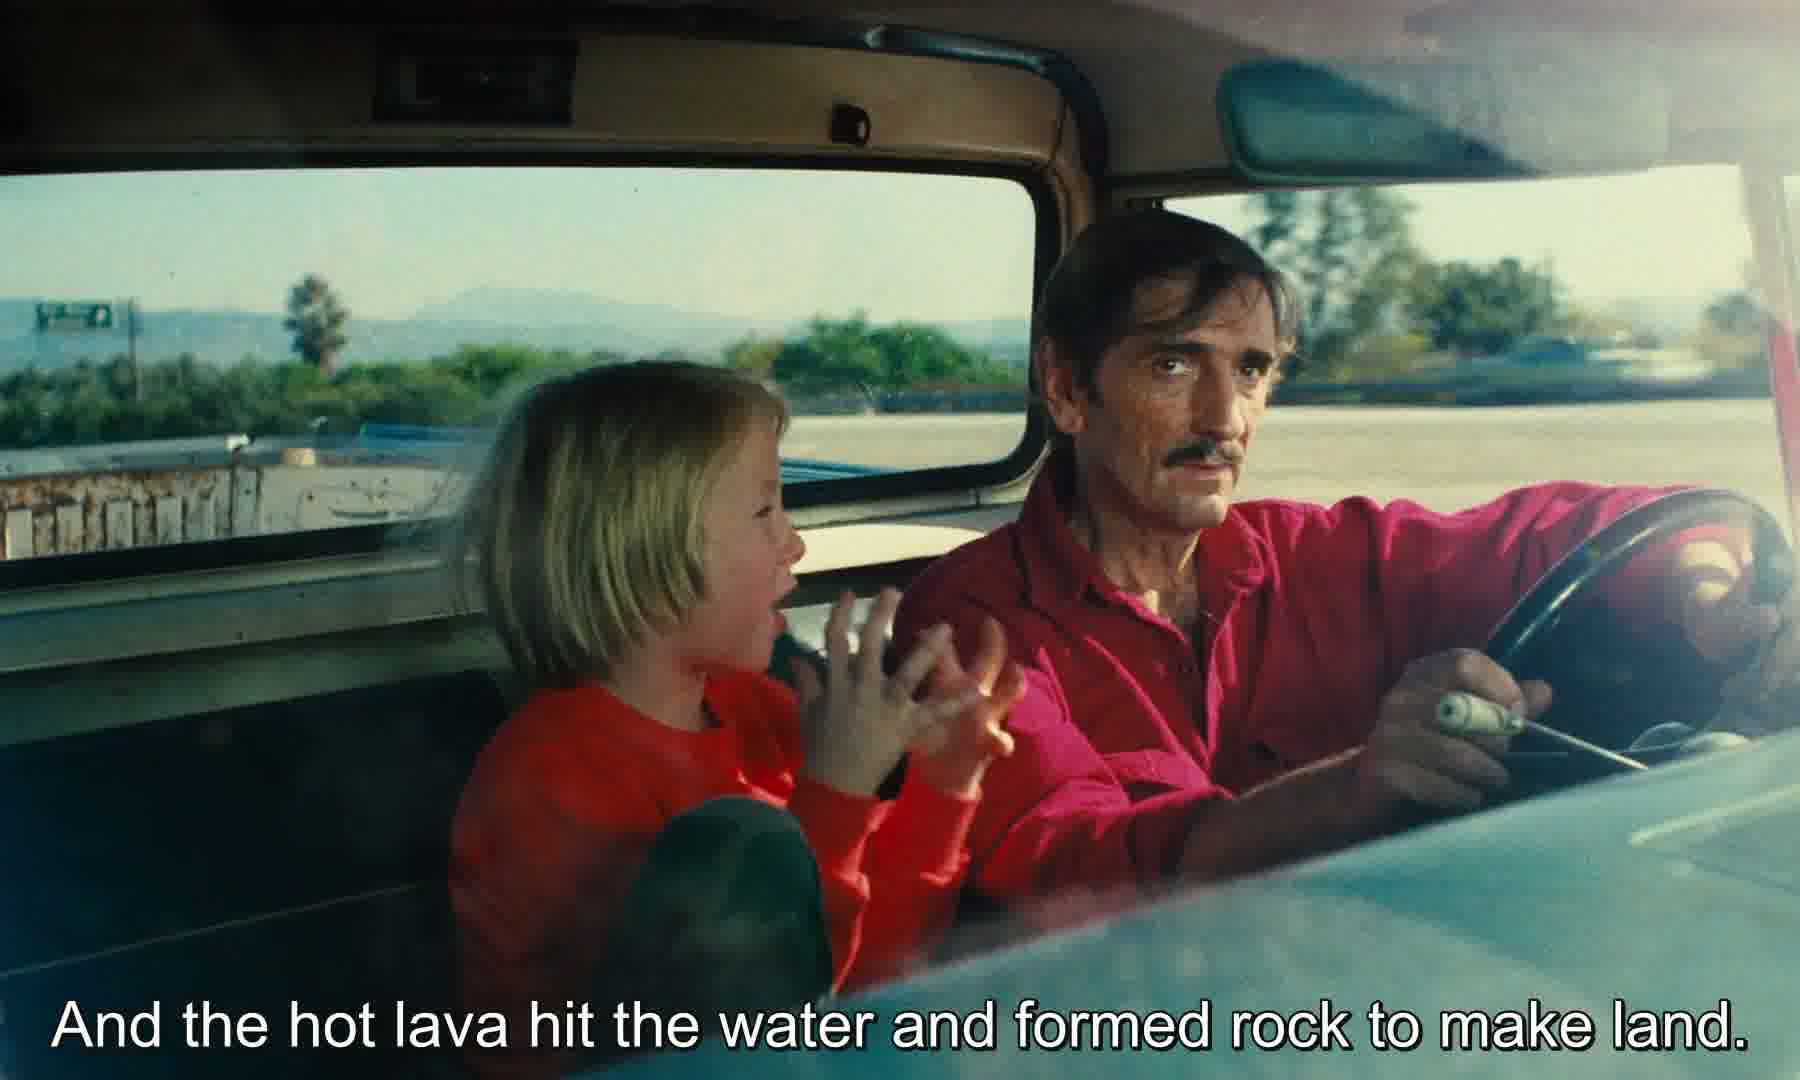 And the hot lava hit the water and formed rock to make land.